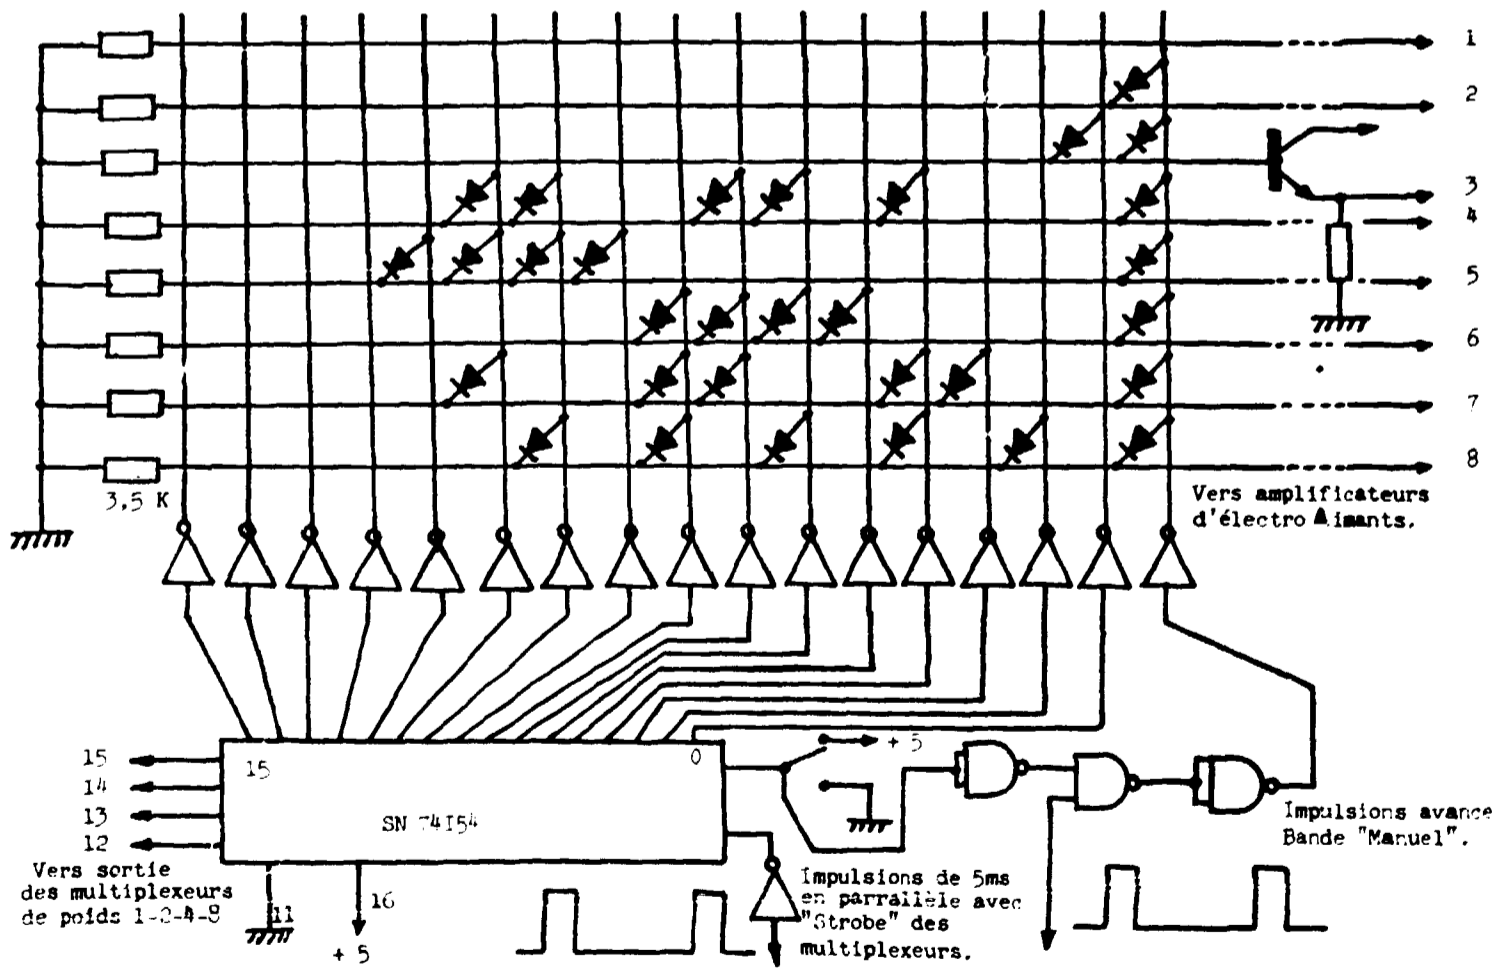 1
2
3
4
5
6
7
8
3,5 K
Vers amplificateurs
d'électro Aimants.
15
14
13
12
15
0
+ 5
SN 74I54
Impulsions avance
Bande "Manuel".
Vers sortie
des multiplexeurs
de poids 1-2-4-8
11
16
+ 5
Impulsions de 5ms
en parrallèle avec
"Strobe" des
multiplexeurs.